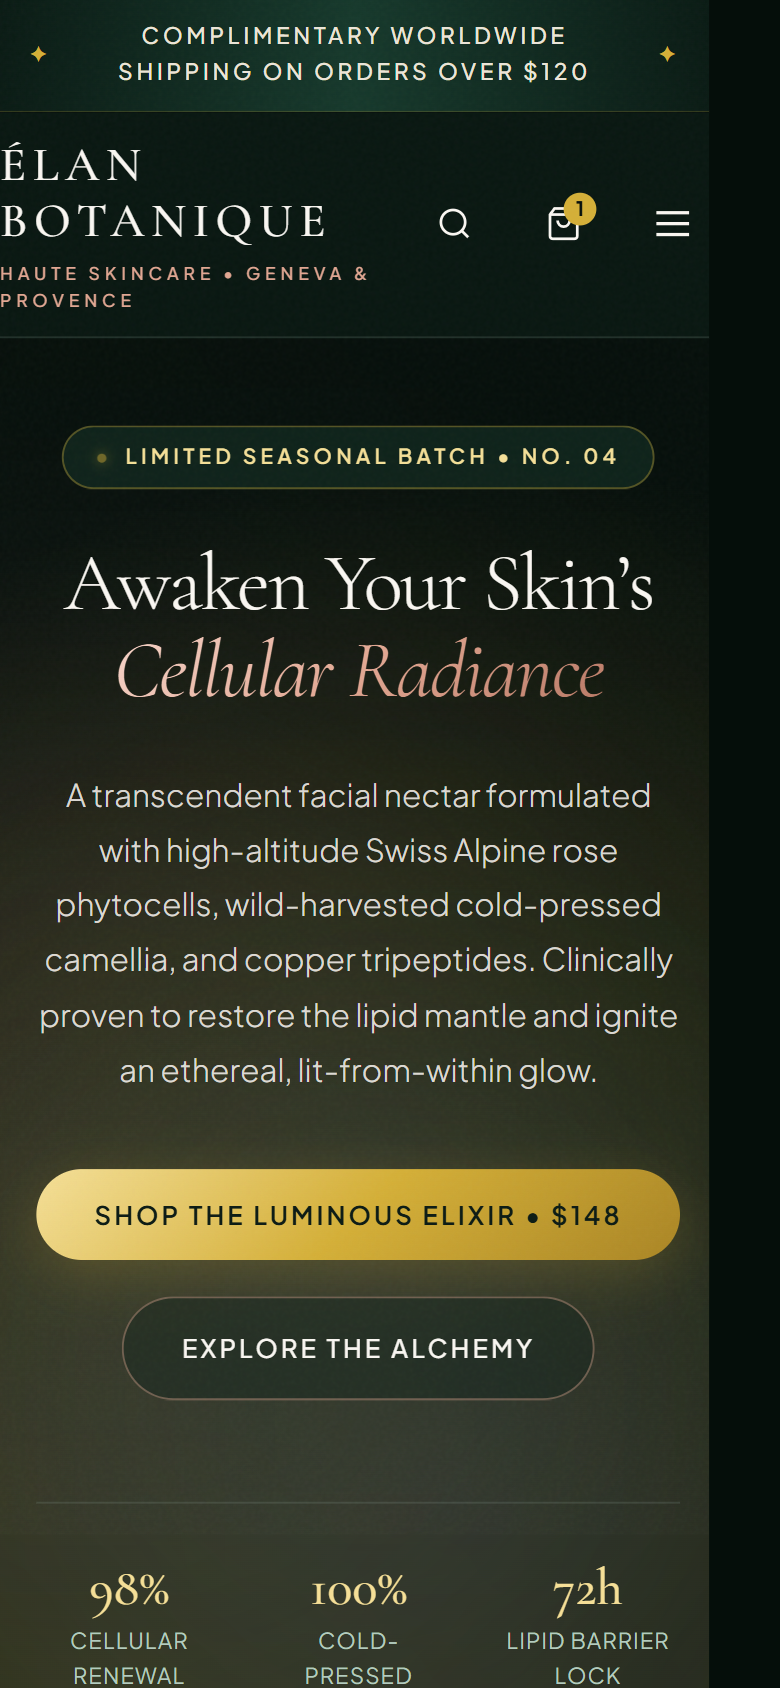 COMPLIMENTARY WORLDWIDE
SHIPPING ON ORDERS OVER $120
ÉLAN
BOTANIQUE
HAUTE SKINCARE • GENEVA &
PROVENCE
1
LIMITED SEASONAL BATCH • NO. 04
Awaken Your Skin’s
Cellular Radiance
A transcendent facial nectar formulated
with high-altitude Swiss Alpine rose
phytocells, wild-harvested cold-pressed
camellia, and copper tripeptides. Clinically
proven to restore the lipid mantle and ignite
an ethereal, lit-from-within glow.
SHOP THE LUMINOUS ELIXIR • $148
EXPLORE THE ALCHEMY
98% 100% 72h
CELLULAR COLD- LIPID BARRIER
RENEWAL PRESSED LOCK